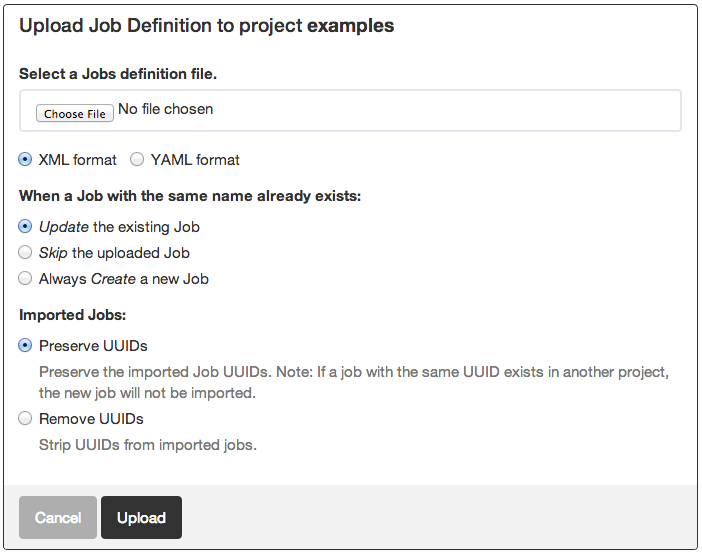 Upload Job Definition to project examples
Select a Jobs definition file.
Choose File No file chosen
XML format YAML format
When a Job with the same name already exists:
Update the existing Job
Skip the uploaded Job
Always Create a new Job
Imported Jobs:
Preserve UUIDs
Preserve the imported Job UUIDs. Note: If a job with the same UUID exists in another project,
the new job will not be imported.
Remove UUIDs
Strip UUIDs from imported jobs.
Cancel Upload